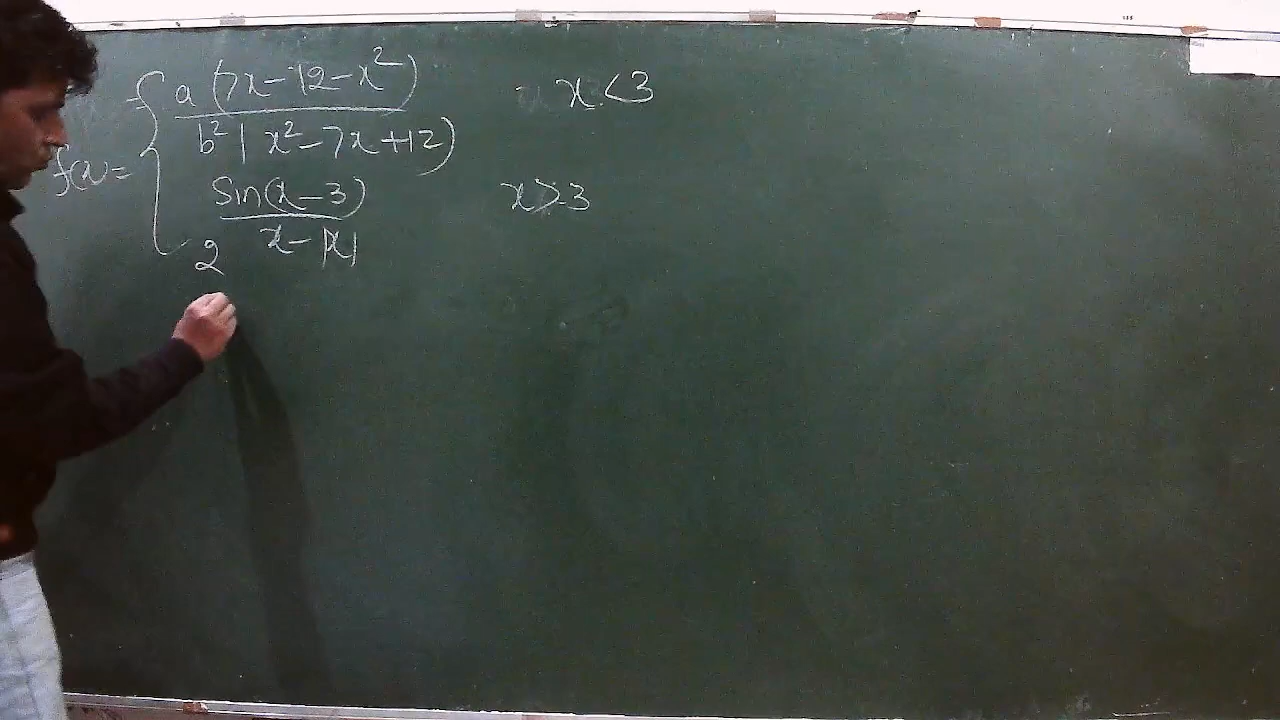 a (7x-12-x²) x<3
b² | x²-7x+12)
f(x)= {
sin(x-3) x>3
2 x-|x|